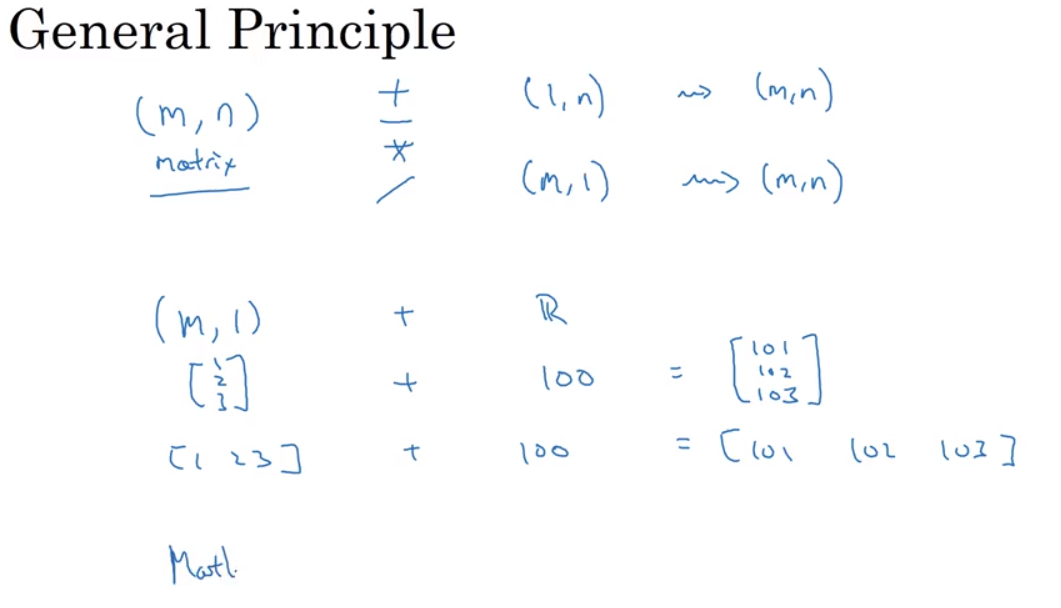 General Principle
(m, n) + (1, n) ⇝ (m, n)
matrix *
/ (m, 1) ⇝ (m, n)
(m, 1) + ℝ
[1 2 3] + 100 = [101 102 103]
[1 2 3] + 100 = [101 102 103]
Matl.